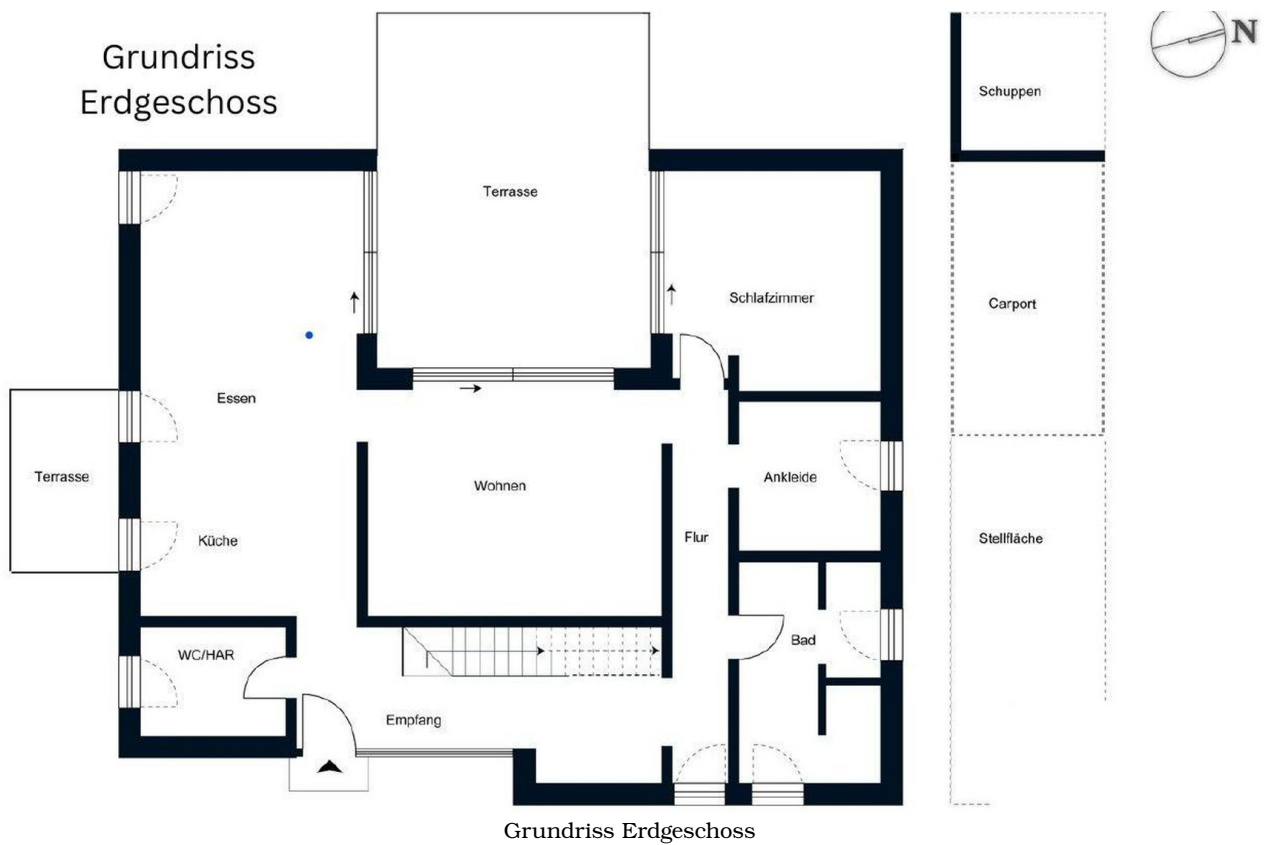 Grundriss
Erdgeschoss
N
Schuppen
Terrasse
Schlafzimmer
Carport
Essen
Terrasse
Ankleide
Wohnen
Küche
Flur
Stellfläche
WC/HAR
Bad
Empfang
Grundriss Erdgeschoss